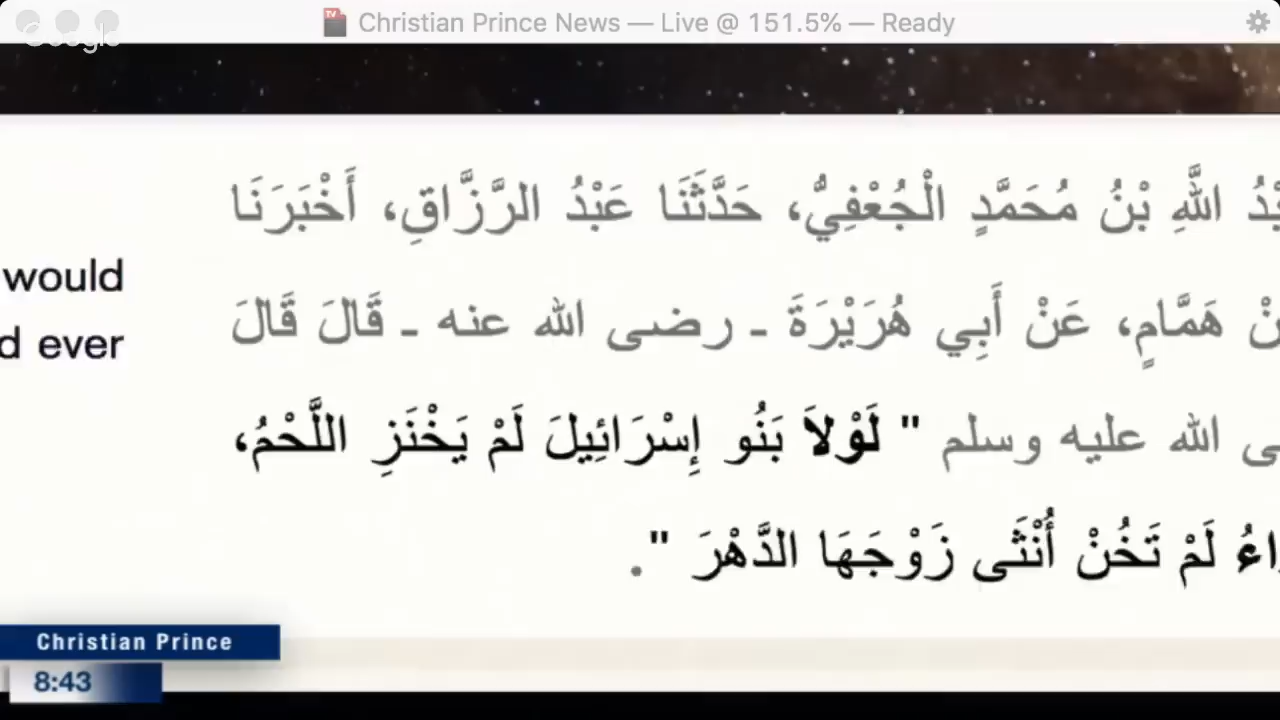 Christian Prince News — Live @ 151.5% — Ready
Google
would
ever
اللَّهِ بْنُ مُحَمَّدٍ الْجُعْفِيُّ، حَدَّثَنَا عَبْدُ الرَّزَّاقِ، أَخْبَرَنَا
هَمَّامٍ، عَنْ أَبِي هُرَيْرَةَ ـ رضى الله عنه ـ قَالَ قَالَ
الله عليه وسلم " لَوْلاَ بَنُو إِسْرَائِيلَ لَمْ يَخْنَزِ اللَّحْمُ،
لَمْ تَخُنْ أُنْثَى زَوْجَهَا الدَّهْرَ ".
Christian Prince
8:43